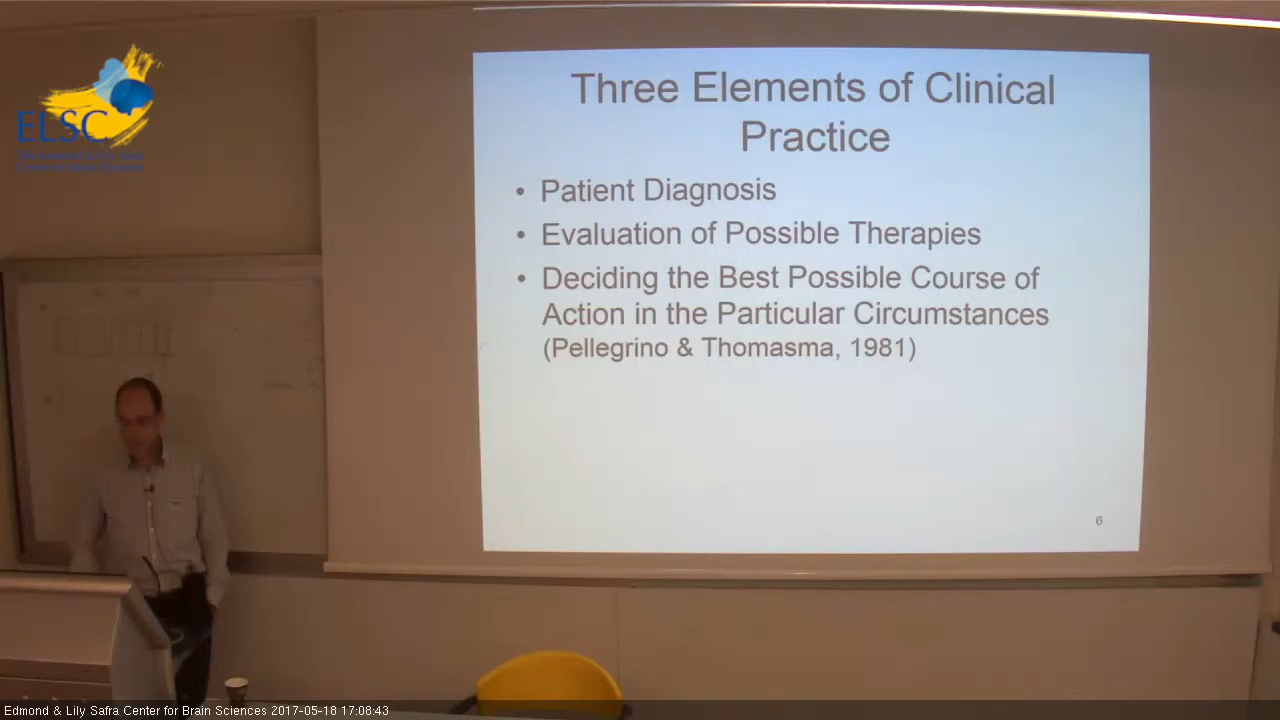 ELSC
Three Elements of Clinical
Practice
• Patient Diagnosis
• Evaluation of Possible Therapies
• Deciding the Best Possible Course of
Action in the Particular Circumstances
(Pellegrino & Thomasma, 1981)
6
Edmond & Lily Safra Center for Brain Sciences 2017-05-18 17:08:43